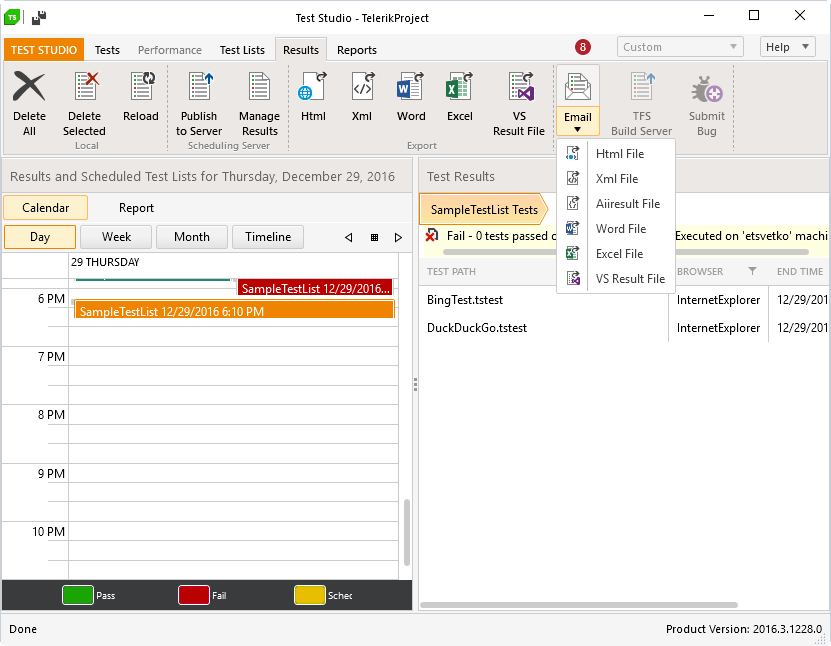 TS
Test Studio - TelerikProject
TEST STUDIO Tests Performance Test Lists Results Reports 8 Custom Help
Delete All
Delete Selected
Reload
Local
Publish to Server
Manage Results
Scheduling Server
Html
Xml
Word
Excel
VS Result File
Export
Email
TFS Build Server
Submit Bug
Html File
Xml File
Aiiresult File
Word File
Excel File
VS Result File
Results and Scheduled Test Lists for Thursday, December 29, 2016
Calendar Report
Day Week Month Timeline
29 THURSDAY
SampleTestList 12/29/2016...
6 PM
SampleTestList 12/29/2016 6:10 PM
7 PM
8 PM
9 PM
10 PM
Pass Fail Sched
Test Results
SampleTestList Tests
Fail - 0 tests passed Executed on 'etsvetko' machi
TEST PATH BROWSER END TIME
BingTest.tstest InternetExplorer 12/29/201
DuckDuckGo.tstest InternetExplorer 12/29/201
Done Product Version: 2016.3.1228.0